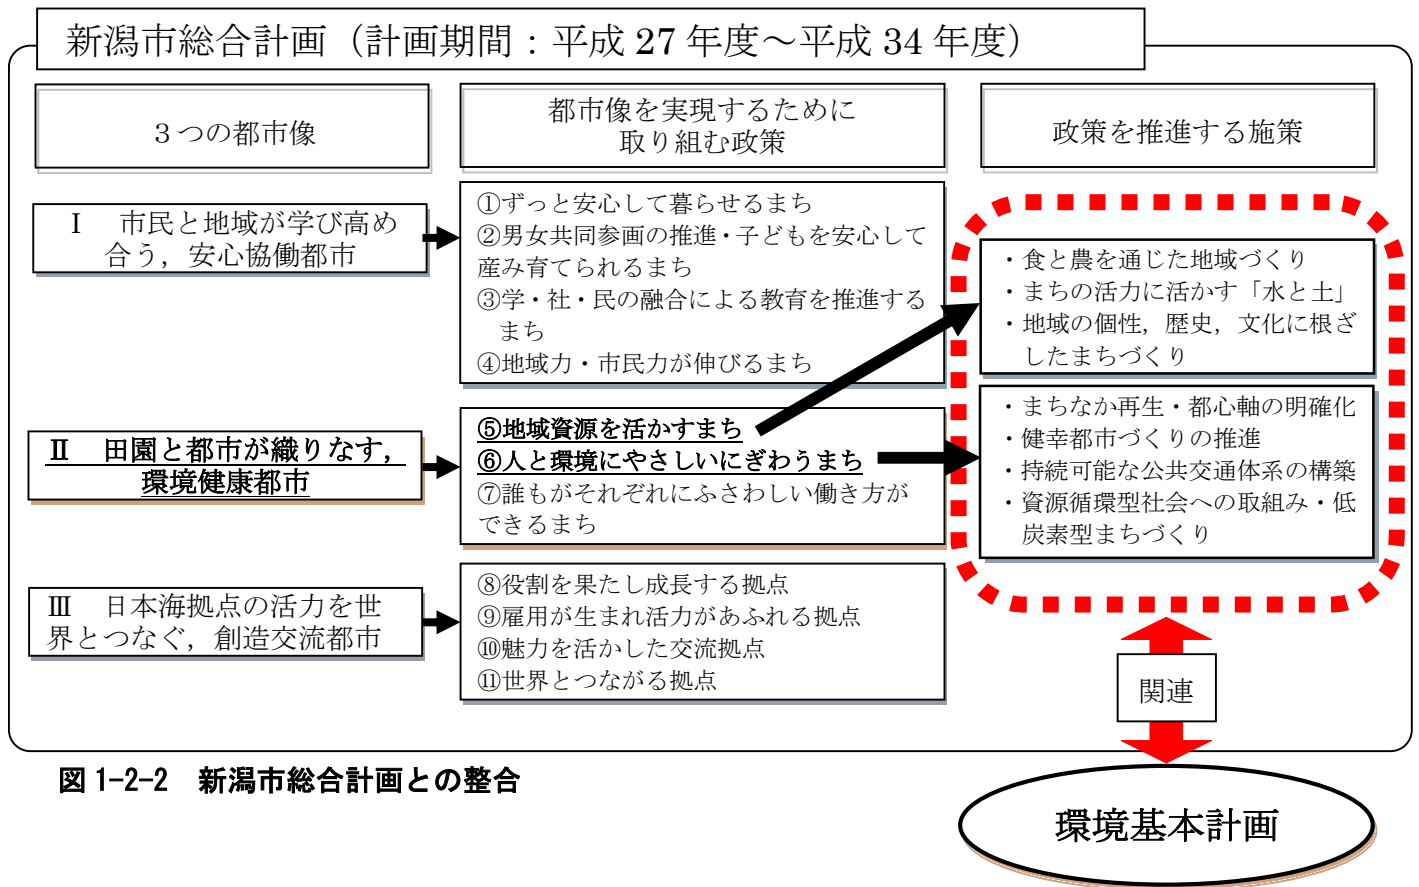 新潟市総合計画（計画期間：平成 27 年度～平成 34 年度）
３つの都市像
都市像を実現するために
取り組む政策
政策を推進する施策
Ⅰ　市民と地域が学び高め
合う，安心協働都市
①ずっと安心して暮らせるまち
②男女共同参画の推進・子どもを安心して
産み育てられるまち
③学・社・民の融合による教育を推進する
まち
④地域力・市民力が伸びるまち
・食と農を通じた地域づくり
・まちの活力に活かす「水と土」
・地域の個性，歴史，文化に根ざ
したまちづくり
Ⅱ　田園と都市が織りなす，
環境健康都市
⑤地域資源を活かすまち
⑥人と環境にやさしいにぎわうまち
⑦誰もがそれぞれにふさわしい働き方が
できるまち
・まちなか再生・都心軸の明確化
・健幸都市づくりの推進
・持続可能な公共交通体系の構築
・資源循環型社会への取組み・低
炭素型まちづくり
Ⅲ　日本海拠点の活力を世
界とつなぐ，創造交流都市
⑧役割を果たし成長する拠点
⑨雇用が生まれ活力があふれる拠点
⑩魅力を活かした交流拠点
⑪世界とつながる拠点
関連
図 1-2-2　新潟市総合計画との整合
環境基本計画